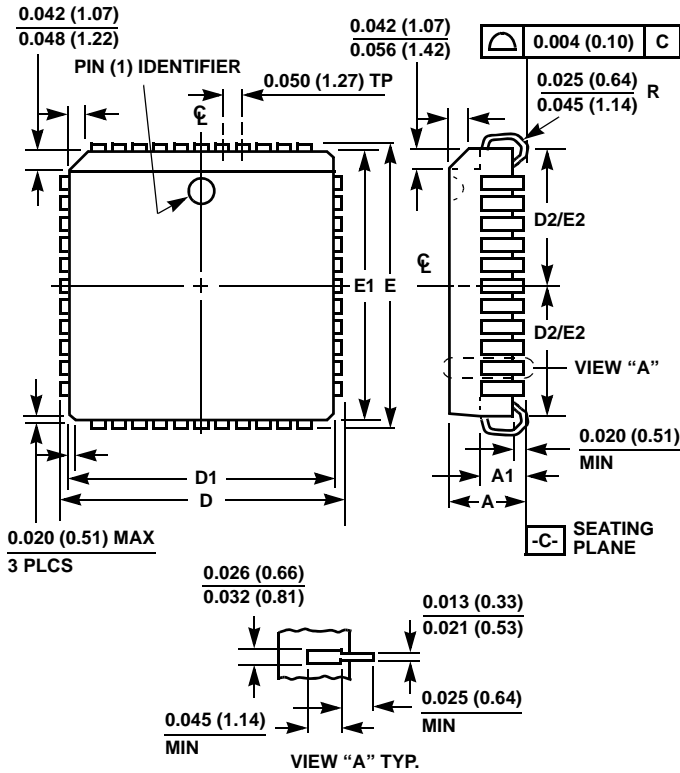 0.042 (1.07)
0.048 (1.22)
PIN (1) IDENTIFIER
0.050 (1.27) TP
℄
0.042 (1.07)
0.056 (1.42)
0.004 (0.10) C
0.025 (0.64)
0.045 (1.14)
R
℄
D2/E2
E1
E
D2/E2
VIEW “A”
0.020 (0.51)
MIN
A1
A
D1
D
0.020 (0.51) MAX
3 PLCS
-C-
SEATING
PLANE
0.026 (0.66)
0.032 (0.81)
0.013 (0.33)
0.021 (0.53)
0.025 (0.64)
MIN
0.045 (1.14)
MIN
VIEW “A” TYP.